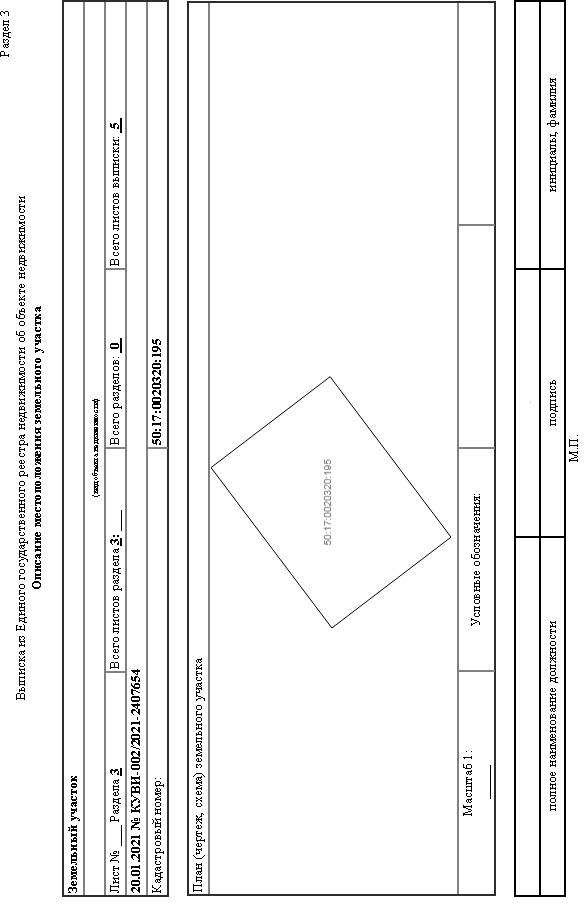 Раздел 3
Выписка из Единого государственного реестра недвижимости об объекте недвижимости
Описание местоположения земельного участка
Земельный участок
(вид объекта недвижимости)
Лист № ___ Раздела 3 Всего листов раздела 3: ___ Всего разделов: 0 Всего листов выписки: 5
20.01.2021 № КУВИ-002/2021-2407654
Кадастровый номер: 50:17:0020320:195
План (чертеж, схема) земельного участка
50:17:0020320:195
Масштаб 1: ___ Условные обозначения:
полное наименование должности подпись инициалы, фамилия
М.П.